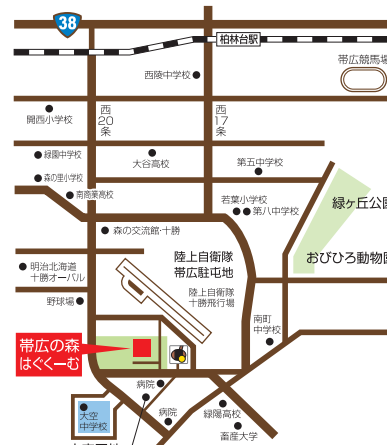 38
柏林台駅
西陵中学校
帯広競馬場
開西小学校
西20条
西17条
緑園中学校
大谷高校
第五中学校
森の里小学校
南商業高校
若葉小学校
第八中学校
緑ヶ丘公園
森の交流館・十勝
陸上自衛隊
帯広駐屯地
おびひろ動物園
明治北海道
十勝オーバル
陸上自衛隊
十勝飛行場
野球場
南町
中学校
帯広の森
はぐくーむ
病院
大空
中学校
病院
緑陽高校
畜産大学